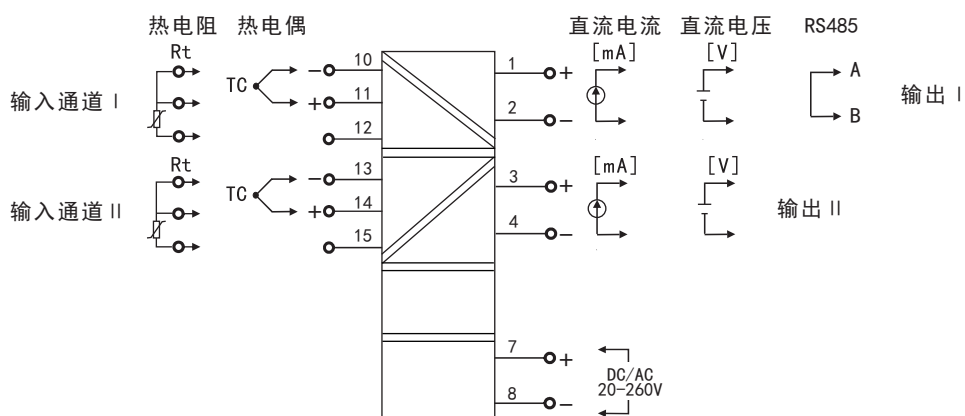 热电阻 热电偶 直流电流 直流电压 RS485
Rt [mA] [V]
TC − 10 1 +
A
输入通道 I + 11 2 − B 输出 I
12
Rt [mA] [V]
TC − 13 3 +
输入通道 II + 14 4 − 输出 II
15
7 +
DC/AC
20-260V
8 −